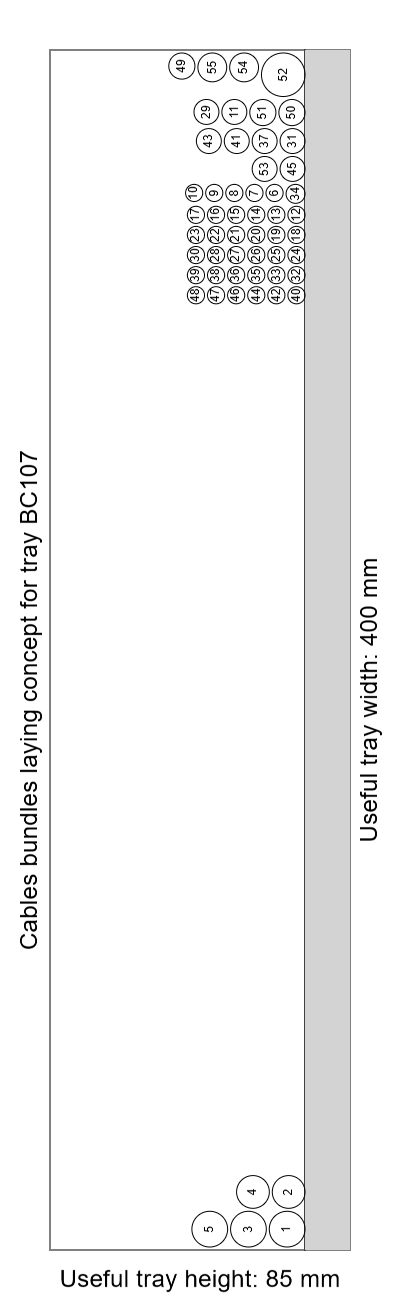 Cables bundles laying concept for tray BC107
49 55 54 52
29 11 51 50
43 41 37 31
53 45
10 9 8 7 6 34
17 16 15 14 13 12
23 22 21 20 19 18
30 28 27 26 25 24
39 38 36 35 33 32
48 47 46 44 42 40
4 2
5 3 1
Useful tray width: 400 mm
Useful tray height: 85 mm